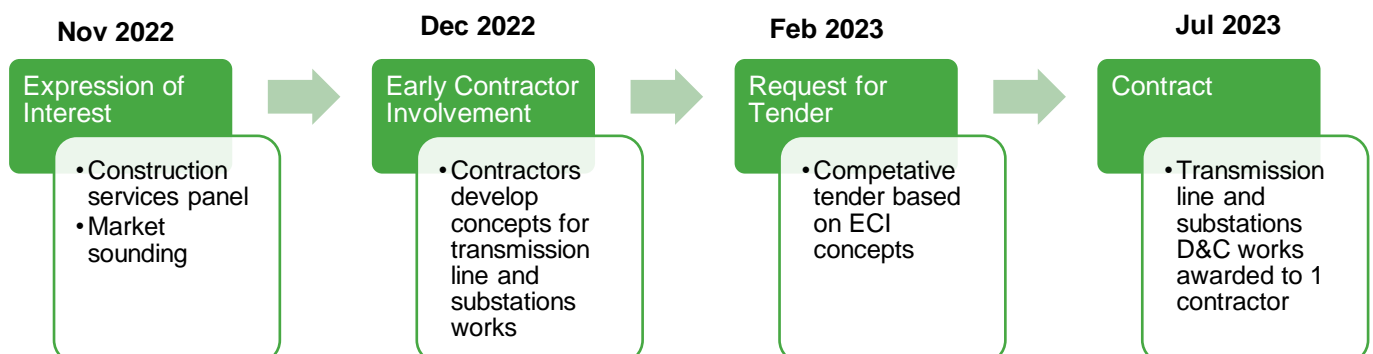 Nov 2022
Expression of
Interest
•Construction
services panel
•Market
sounding
Dec 2022
Early Contractor
Involvement
•Contractors
develop
concepts for
transmission
line and
substations
works
Feb 2023
Request for
Tender
•Competative
tender based
on ECI
concepts
Jul 2023
Contract
•Transmission
line and
substations
D&C works
awarded to 1
contractor